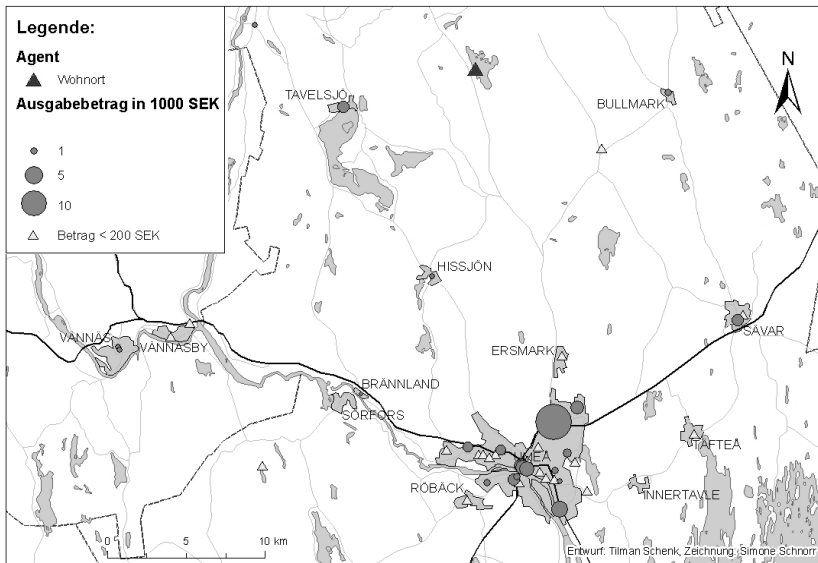 Legende:
Agent
Wohnort
Ausgabebetrag in 1000 SEK
1
5
10
Betrag < 200 SEK
N
TAVELSJÖ
BULLMARK
HISSJÖN
SÄVAR
VÄNNÄS
VÄNNÄSBY
ERSMARK
BRÄNNLAND
SÖRFORS
TÄFTEÅ
UMEÅ
RÖBÄCK
INNERTAVLE
0 5 10 km
Entwurf: Tilman Schenk, Zeichnung: Simone Schnorr